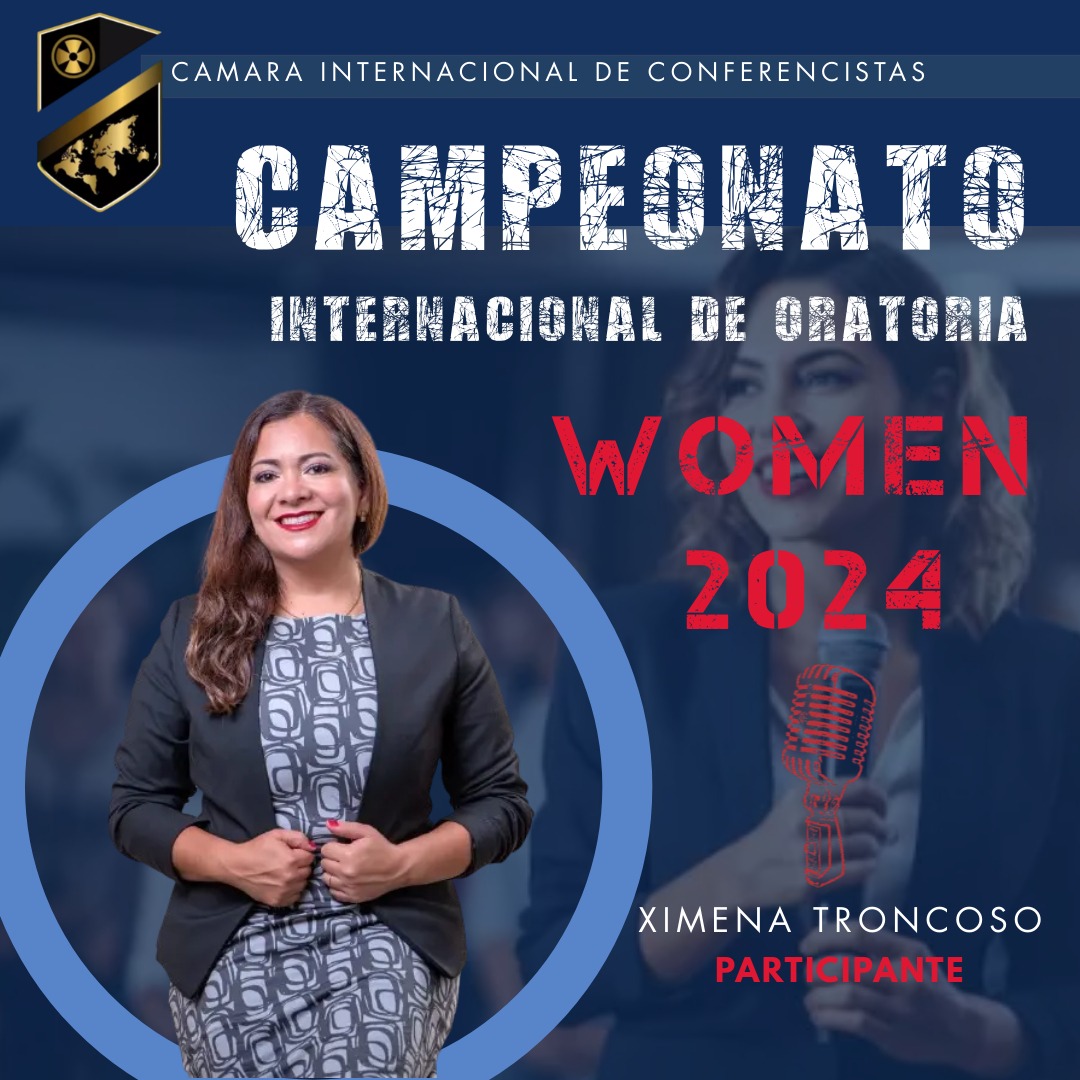 CAMARA INTERNACIONAL DE CONFERENCISTAS
CAMPEONATO
INTERNACIONAL DE ORATORIA
WOMEN
2024
XIMENA TRONCOSO
PARTICIPANTE